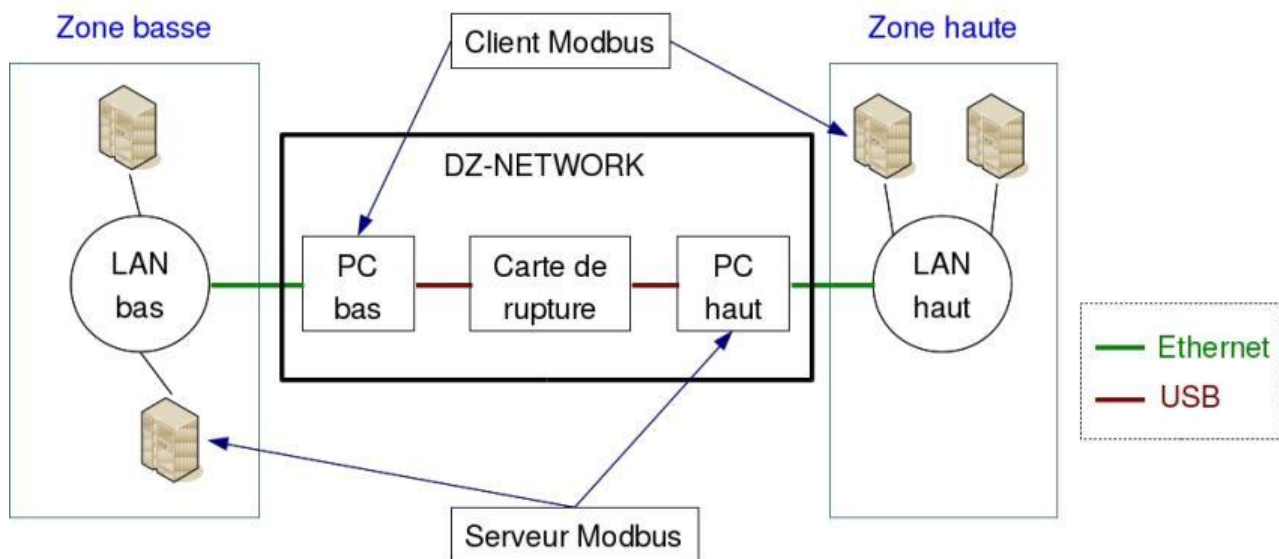 Zone basse
Client Modbus
Zone haute
DZ-NETWORK
LAN
bas
PC
bas
Carte de
rupture
PC
haut
LAN
haut
Ethernet
USB
Serveur Modbus